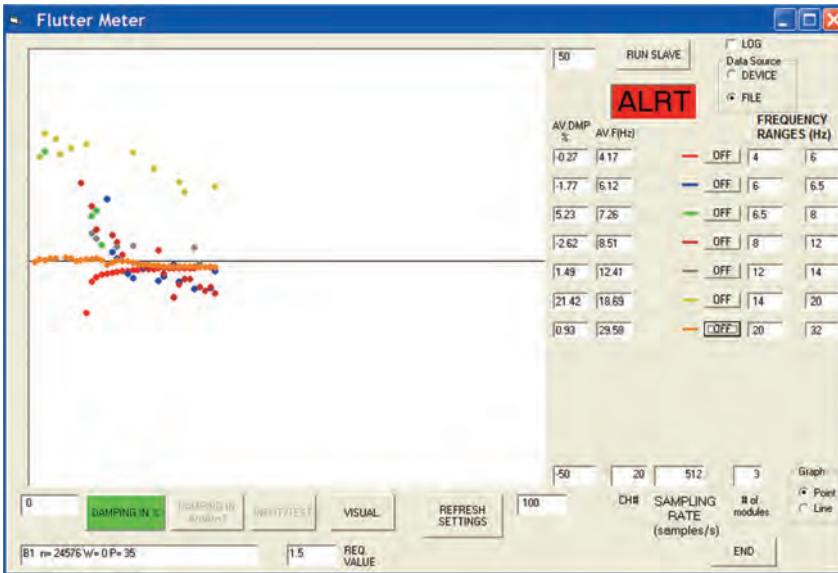 Flutter Meter
50
RUN SLAVE
LOG
Data Source
DEVICE
FILE
ALRT
AV.DMP %
AV.F(Hz)
FREQUENCY RANGES (Hz)
-0.27 4.17 OFF 4 6
-1.77 6.12 OFF 6 6.5
5.23 7.26 OFF 6.5 8
-2.62 8.51 OFF 8 12
1.49 12.41 OFF 12 14
21.42 18.69 OFF 14 20
0.93 29.58 OFF 20 32
-50 20 512 3
CH# SAMPLING RATE (samples/s) # of modules
Graph
Point
Line
0
DAMPING IN %
DAMPING IN
VISUAL
REFRESH SETTINGS
100
END
81 n= 24576 W= 0 P= 35
1.5
REQ. VALUE